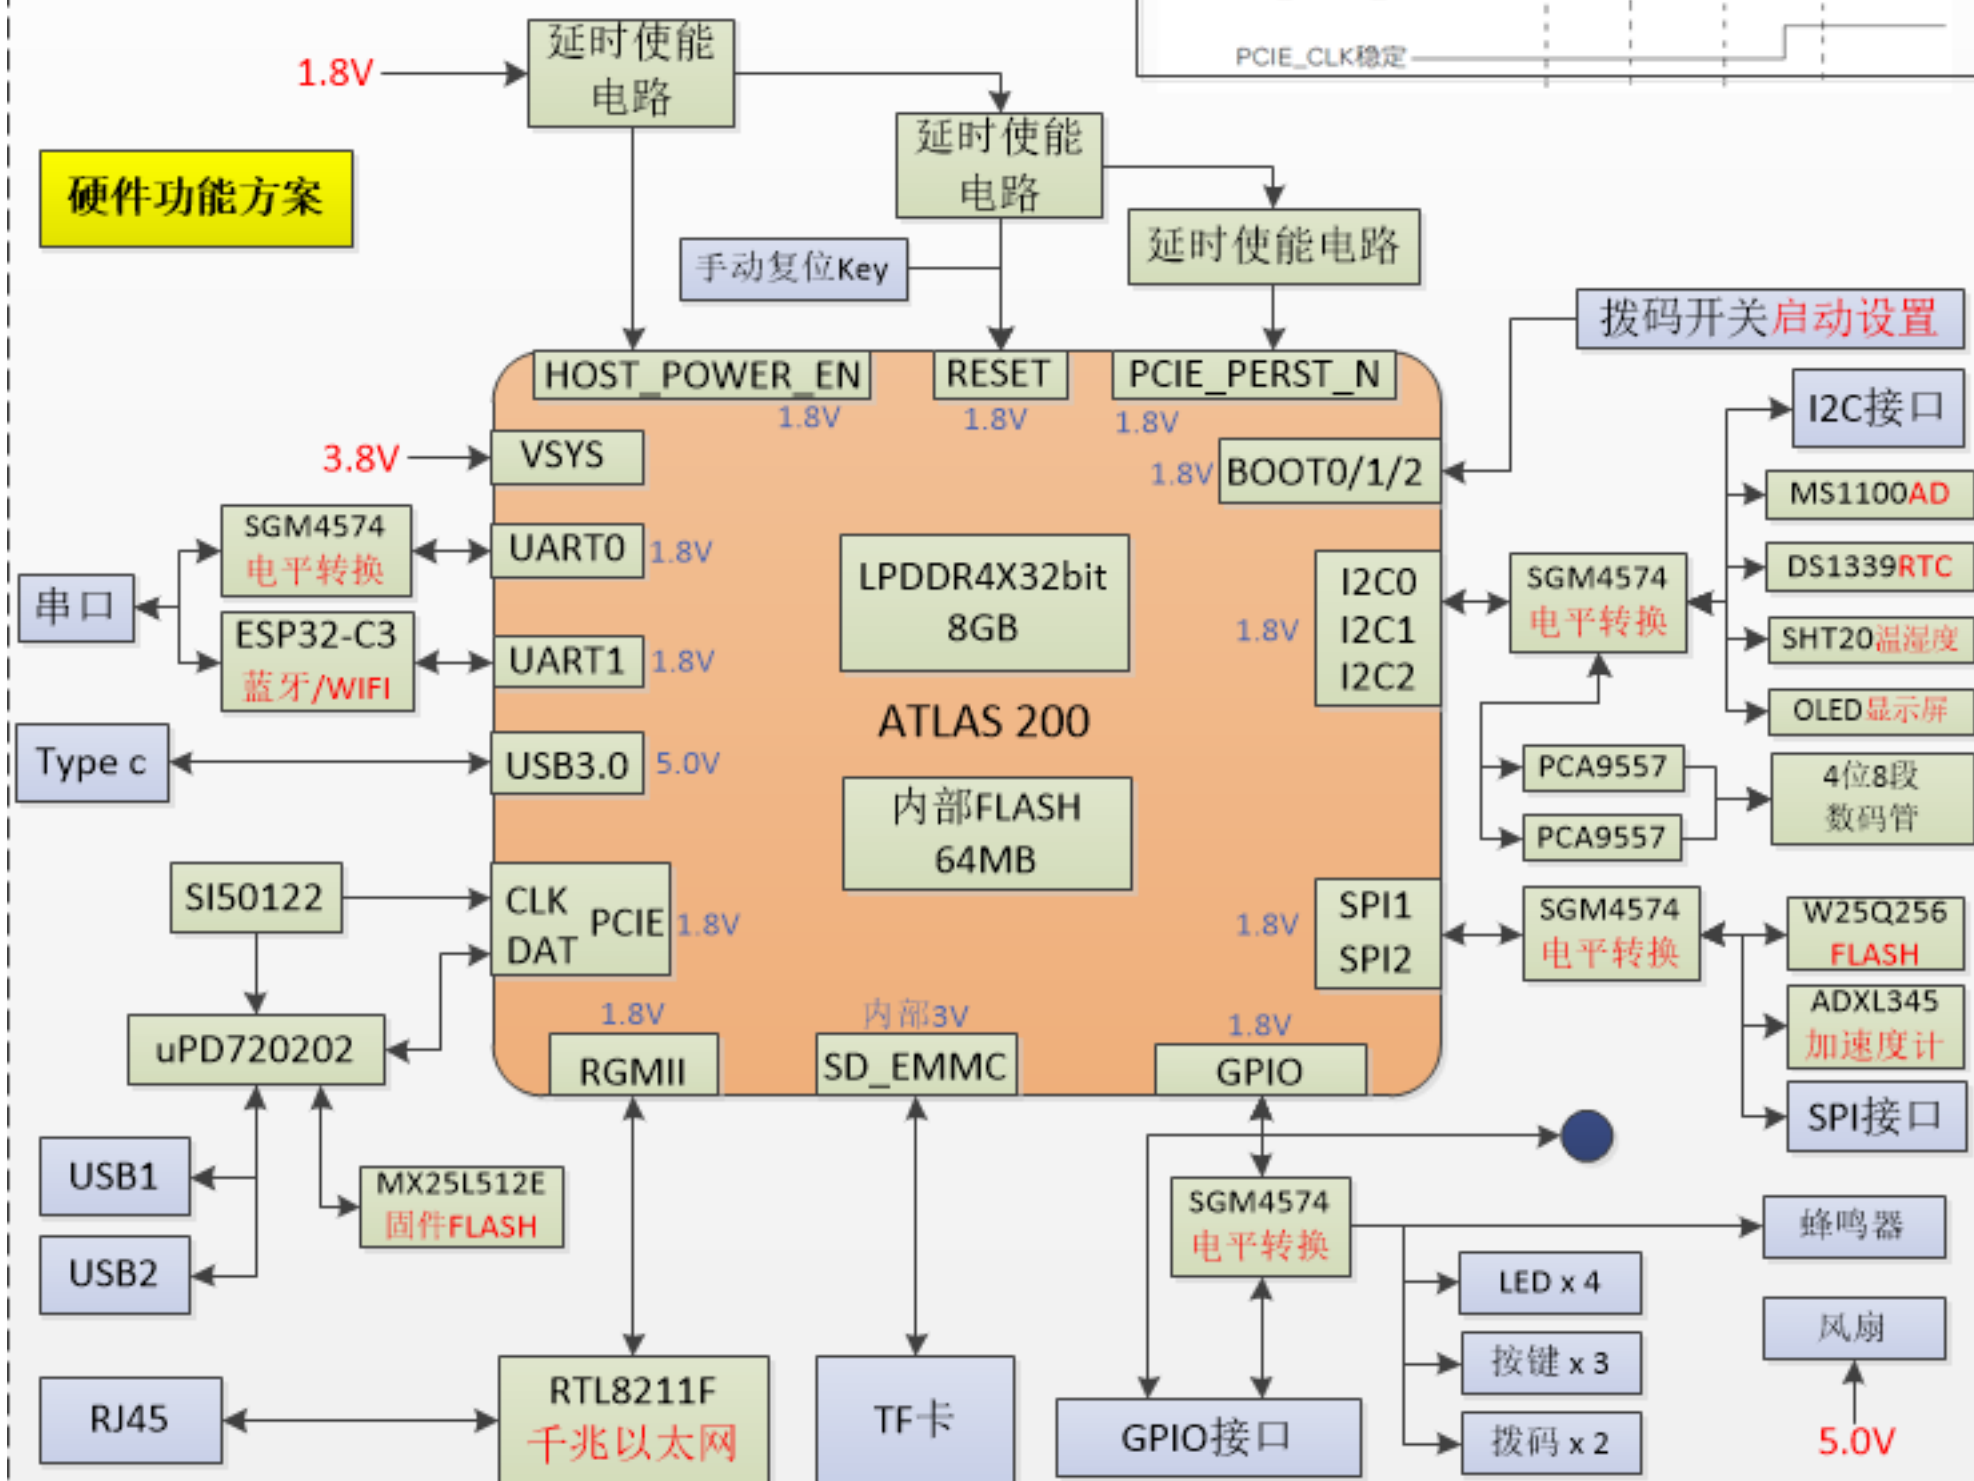 PCIE_CLK稳定
1.8V
延时使能
电路
延时使能
电路
硬件功能方案
手动复位Key
延时使能电路
拨码开关启动设置
HOST_POWER_EN
RESET
PCIE_PERST_N
1.8V
1.8V
1.8V
I2C接口
3.8V
VSYS
1.8V
BOOT0/1/2
MS1100AD
SGM4574
电平转换
UART0
1.8V
LPDDR4X32bit
8GB
I2C0
I2C1
I2C2
1.8V
SGM4574
电平转换
DS1339RTC
串口
ESP32-C3
蓝牙/WIFI
UART1
1.8V
SHT20温湿度
ATLAS 200
OLED显示屏
Type c
USB3.0
5.0V
内部FLASH
64MB
PCA9557
PCA9557
4位8段
数码管
SI50122
CLK
DAT
PCIE
1.8V
1.8V
SPI1
SPI2
SGM4574
电平转换
W25Q256
FLASH
ADXL345
加速度计
uPD720202
1.8V
RGMII
内部3V
SD_EMMC
1.8V
GPIO
SPI接口
USB1
MX25L512E
固件FLASH
SGM4574
电平转换
蜂鸣器
USB2
LED x 4
风扇
按键 x 3
RJ45
RTL8211F
千兆以太网
TF卡
GPIO接口
拨码 x 2
5.0V